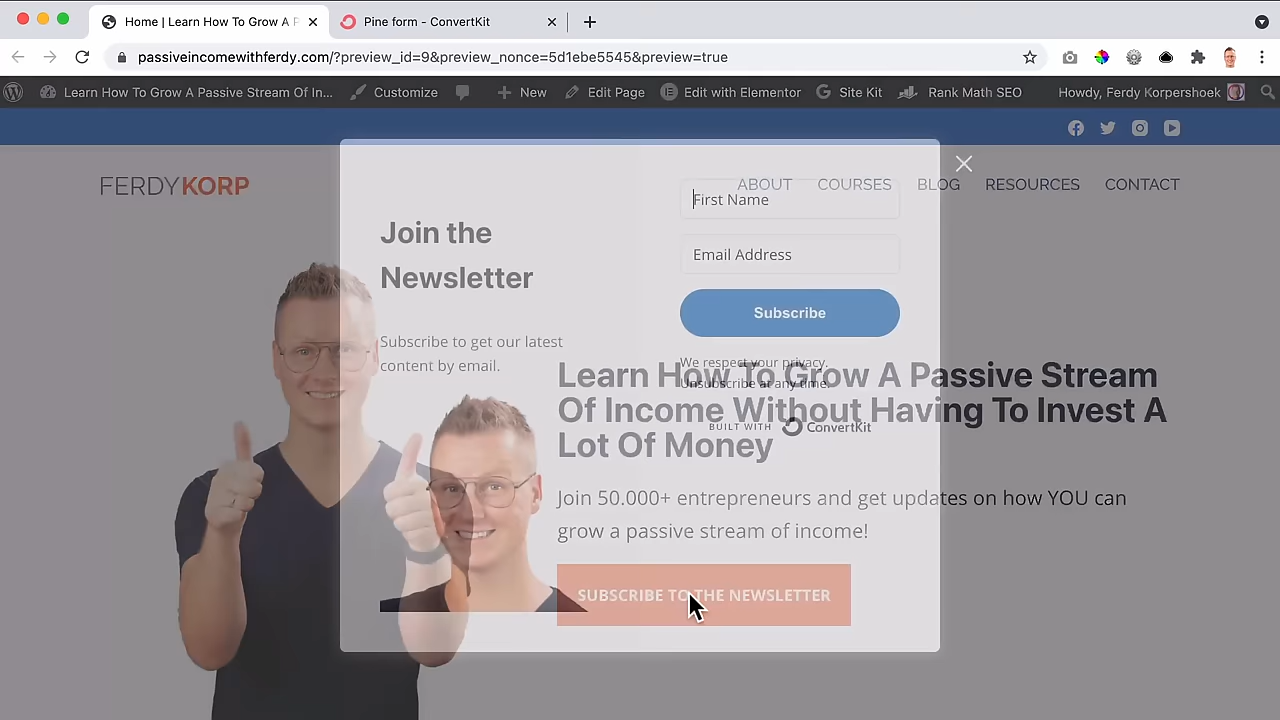 Home | Learn How To Grow A P
Pine form - ConvertKit
passiveincomewithferdy.com/?preview_id=9&preview_nonce=5d1ebe5545&preview=true
Learn How To Grow A Passive Stream Of In...
Customize
New
Edit Page
Edit with Elementor
Site Kit
Rank Math SEO
Howdy, Ferdy Korpershoek
FERDYKORP
ABOUT
COURSES
BLOG
RESOURCES
CONTACT
Join the
Newsletter
Subscribe to get our latest
content by email.
First Name
Email Address
Subscribe
We respect your privacy.
Unsubscribe at any time.
BUILT WITH ConvertKit
Learn How To Grow A Passive Stream
Of Income Without Having To Invest A
Lot Of Money
Join 50.000+ entrepreneurs and get updates on how YOU can
grow a passive stream of income!
SUBSCRIBE TO THE NEWSLETTER